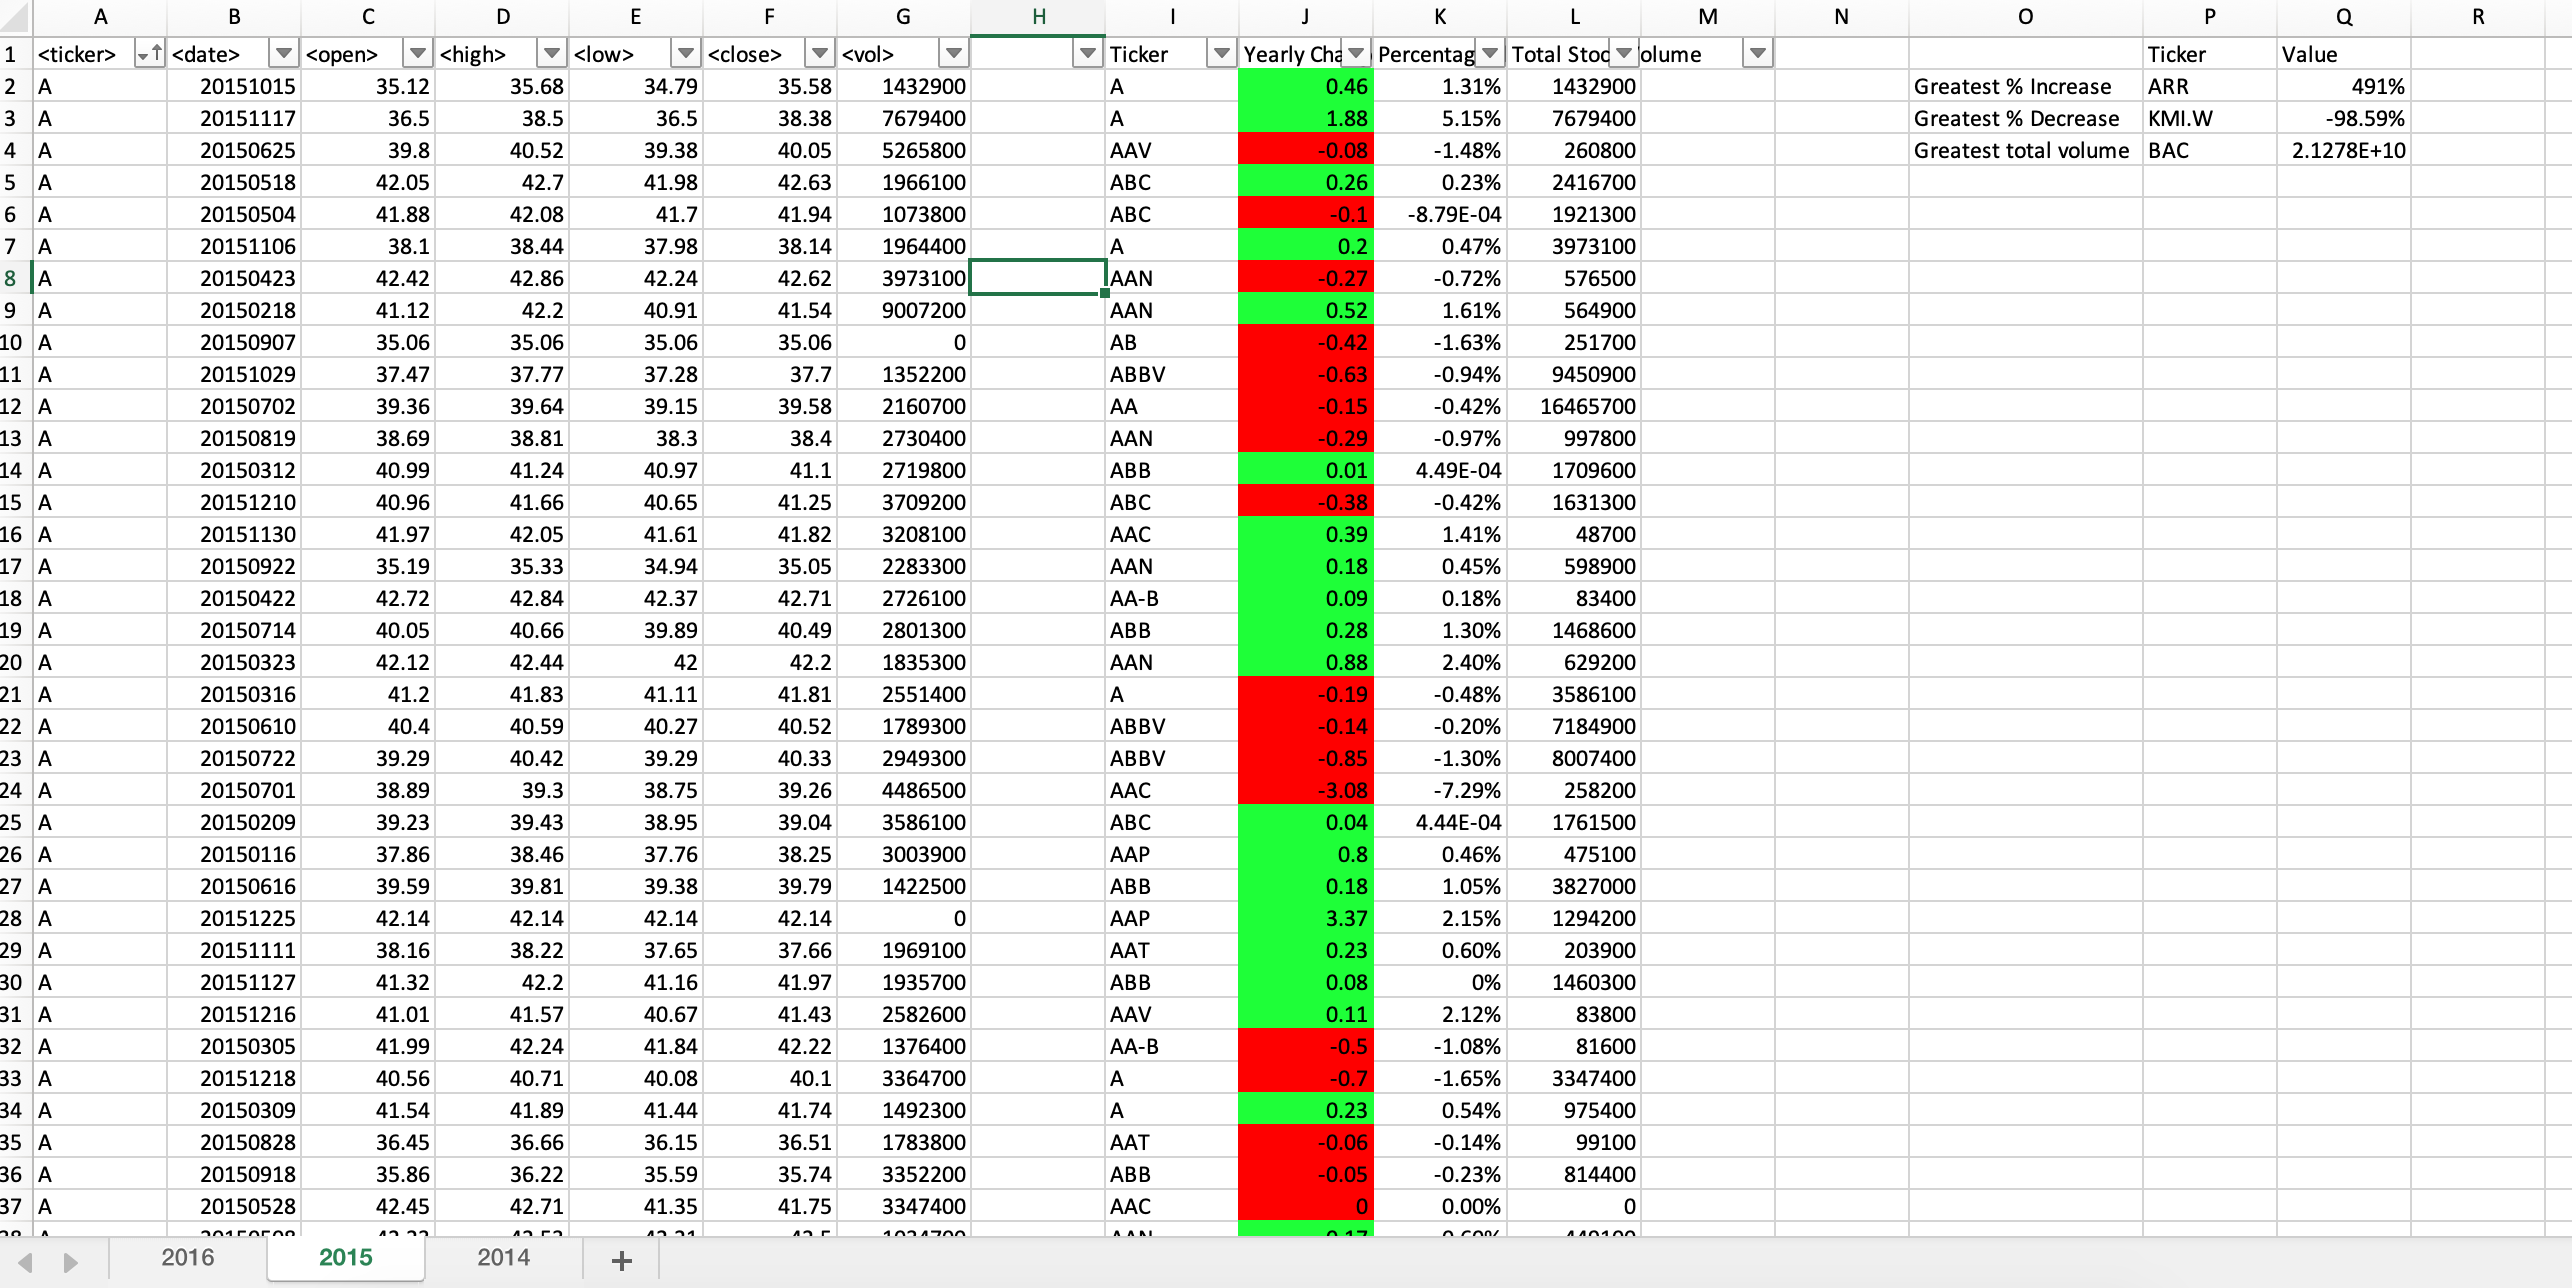 A B C D E F G H I J K L M N O P Q R
1 <ticker> <date> <open> <high> <low> <close> <vol> Ticker Yearly Cha Percentag Total Stoc olume Ticker Value
2 A 20151015 35.12 35.68 34.79 35.58 1432900 A 0.46 1.31% 1432900 Greatest % Increase ARR 491%
3 A 20151117 36.5 38.5 36.5 38.38 7679400 A 1.88 5.15% 7679400 Greatest % Decrease KMI.W -98.59%
4 A 20150625 39.8 40.52 39.38 40.05 5265800 AAV -0.08 -1.48% 260800 Greatest total volume BAC 2.1278E+10
5 A 20150518 42.05 42.7 41.98 42.63 1966100 ABC 0.26 0.23% 2416700
6 A 20150504 41.88 42.08 41.7 41.94 1073800 ABC -0.1 -8.79E-04 1921300
7 A 20151106 38.1 38.44 37.98 38.14 1964400 A 0.2 0.47% 3973100
8 A 20150423 42.42 42.86 42.24 42.62 3973100 AAN -0.27 -0.72% 576500
9 A 20150218 41.12 42.2 40.91 41.54 9007200 AAN 0.52 1.61% 564900
10 A 20150907 35.06 35.06 35.06 35.06 0 AB -0.42 -1.63% 251700
11 A 20151029 37.47 37.77 37.28 37.7 1352200 ABBV -0.63 -0.94% 9450900
12 A 20150702 39.36 39.64 39.15 39.58 2160700 AA -0.15 -0.42% 16465700
13 A 20150819 38.69 38.81 38.3 38.4 2730400 AAN -0.29 -0.97% 997800
14 A 20150312 40.99 41.24 40.97 41.1 2719800 ABB 0.01 4.49E-04 1709600
15 A 20151210 40.96 41.66 40.65 41.25 3709200 ABC -0.38 -0.42% 1631300
16 A 20151130 41.97 42.05 41.61 41.82 3208100 AAC 0.39 1.41% 48700
17 A 20150922 35.19 35.33 34.94 35.05 2283300 AAN 0.18 0.45% 598900
18 A 20150422 42.72 42.84 42.37 42.71 2726100 AA-B 0.09 0.18% 83400
19 A 20150714 40.05 40.66 39.89 40.49 2801300 ABB 0.28 1.30% 1468600
20 A 20150323 42.12 42.44 42 42.2 1835300 AAN 0.88 2.40% 629200
21 A 20150316 41.2 41.83 41.11 41.81 2551400 A -0.19 -0.48% 3586100
22 A 20150610 40.4 40.59 40.27 40.52 1789300 ABBV -0.14 -0.20% 7184900
23 A 20150722 39.29 40.42 39.29 40.33 2949300 ABBV -0.85 -1.30% 8007400
24 A 20150701 38.89 39.3 38.75 39.26 4486500 AAC -3.08 -7.29% 258200
25 A 20150209 39.23 39.43 38.95 39.04 3586100 ABC 0.04 4.44E-04 1761500
26 A 20150116 37.86 38.46 37.76 38.25 3003900 AAP 0.8 0.46% 475100
27 A 20150616 39.59 39.81 39.38 39.79 1422500 ABB 0.18 1.05% 3827000
28 A 20151225 42.14 42.14 42.14 42.14 0 AAP 3.37 2.15% 1294200
29 A 20151111 38.16 38.22 37.65 37.66 1969100 AAT 0.23 0.60% 203900
30 A 20151127 41.32 42.2 41.16 41.97 1935700 ABB 0.08 0% 1460300
31 A 20151216 41.01 41.57 40.67 41.43 2582600 AAV 0.11 2.12% 83800
32 A 20150305 41.99 42.24 41.84 42.22 1376400 AA-B -0.5 -1.08% 81600
33 A 20151218 40.56 40.71 40.08 40.1 3364700 A -0.7 -1.65% 3347400
34 A 20150309 41.54 41.89 41.44 41.74 1492300 A 0.23 0.54% 975400
35 A 20150828 36.45 36.66 36.15 36.51 1783800 AAT -0.06 -0.14% 99100
36 A 20150918 35.86 36.22 35.59 35.74 3352200 ABB -0.05 -0.23% 814400
37 A 20150528 42.45 42.71 41.35 41.75 3347400 AAC 0 0.00% 0
2016 2015 2014 +